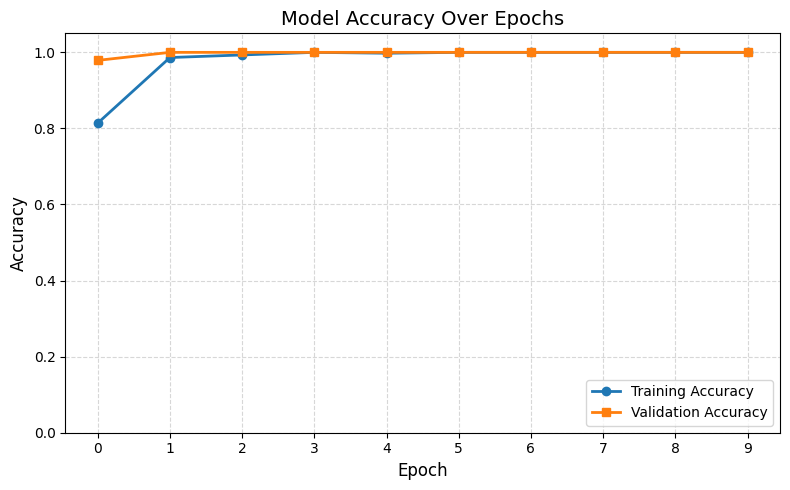 Model Accuracy Over Epochs
1.0
0.8
0.6
0.4
0.2
0.0
Accuracy
Training Accuracy
Validation Accuracy
0 1 2 3 4 5 6 7 8 9
Epoch